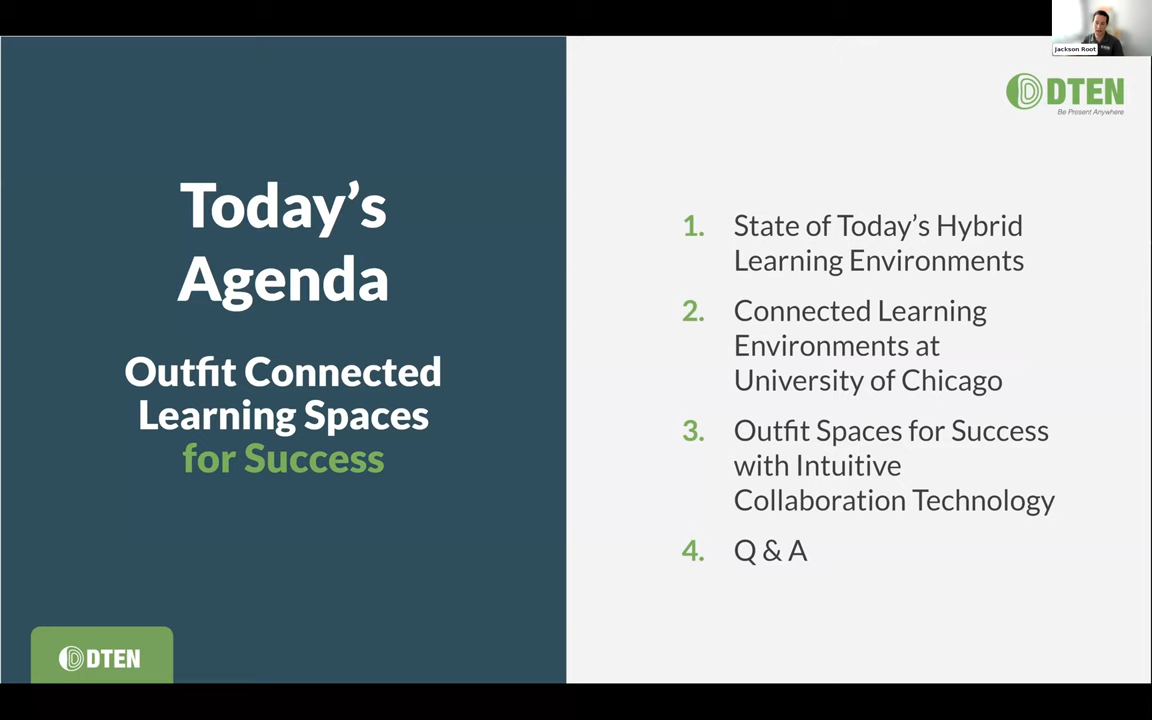 Jackson Root
DTEN
Be Present Anywhere
Today’s
Agenda
Outfit Connected
Learning Spaces
for Success
1. State of Today’s Hybrid
Learning Environments
2. Connected Learning
Environments at
University of Chicago
3. Outfit Spaces for Success
with Intuitive
Collaboration Technology
4. Q & A
DTEN